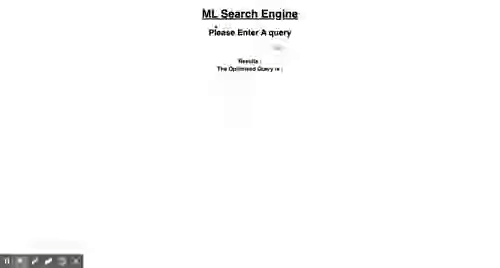 ML Search Engine
Please Enter A query
Results :
The Optimised Query is :